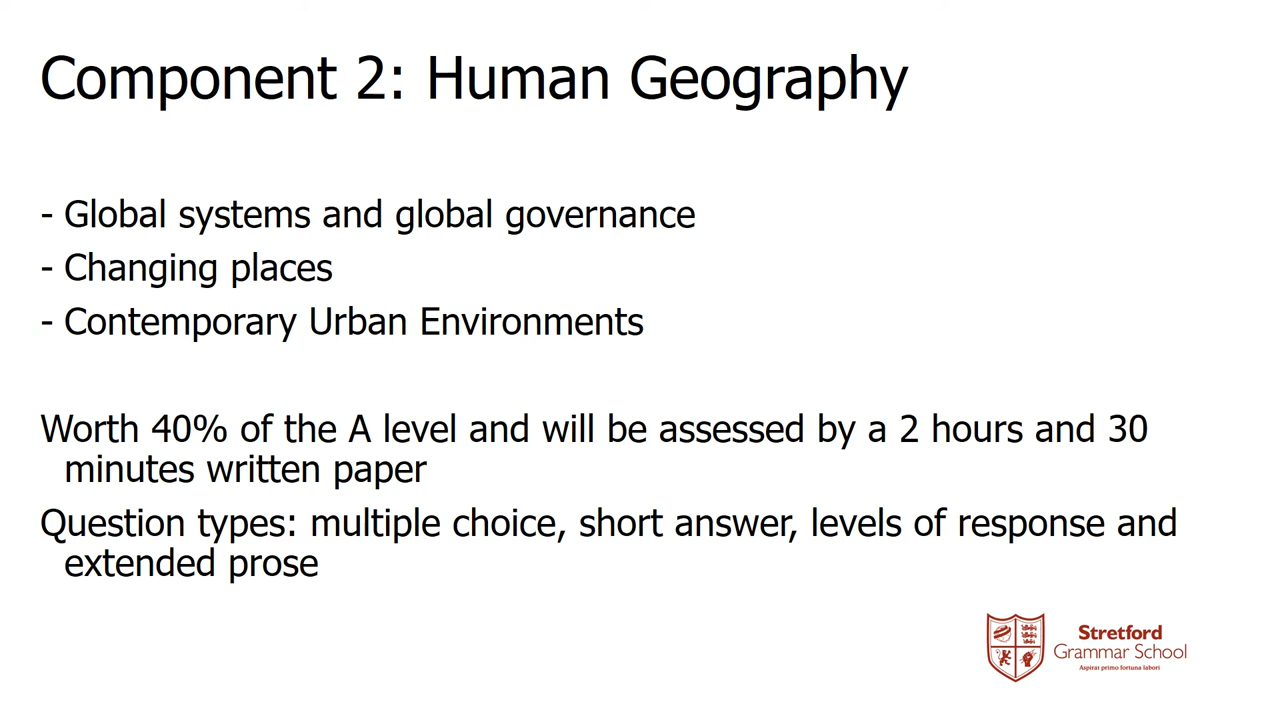 Component 2: Human Geography
- Global systems and global governance
- Changing places
- Contemporary Urban Environments
Worth 40% of the A level and will be assessed by a 2 hours and 30
minutes written paper
Question types: multiple choice, short answer, levels of response and
extended prose
Stretford
Grammar School
Aspirat primo fortuna labori